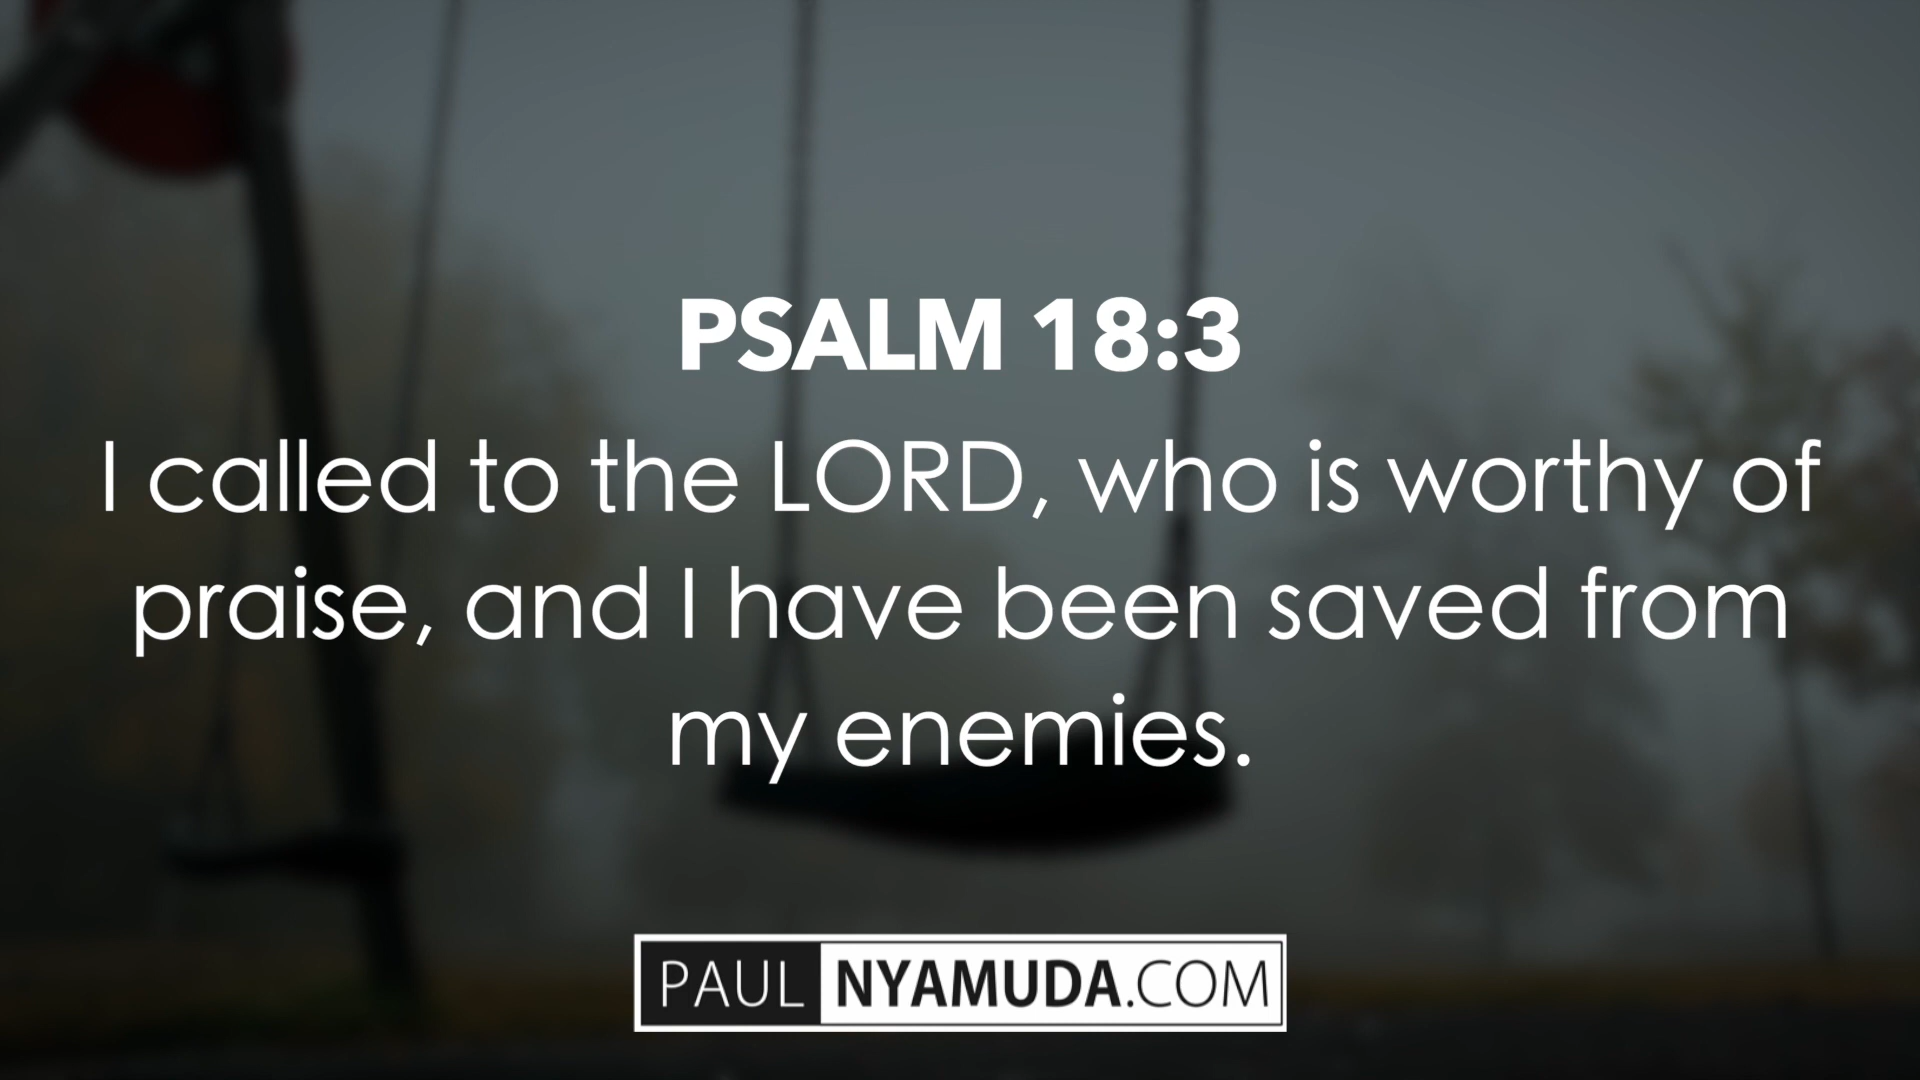 PSALM 18:3
I called to the LORD, who is worthy of
praise, and I have been saved from
my enemies.
PAUL NYAMUDA.COM